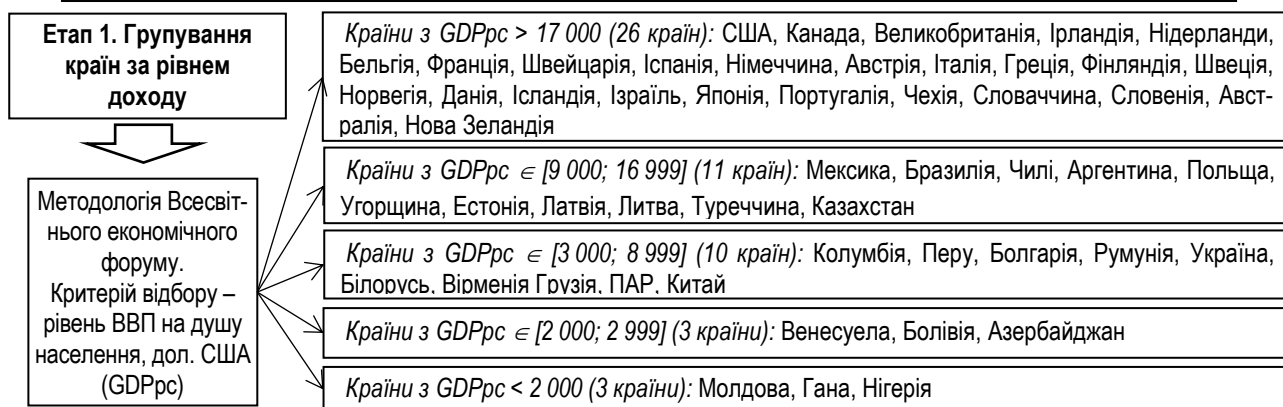 Етап 1. Групування
країн за рівнем
доходу
Методологія Всесвіт-
нього економічного
форуму.
Критерій відбору –
рівень ВВП на душу
населення, дол. США
(GDPpc)
Країни з GDPpc > 17 000 (26 країн): США, Канада, Великобританія, Ірландія, Нідерланди,
Бельгія, Франція, Швейцарія, Іспанія, Німеччина, Австрія, Італія, Греція, Фінляндія, Швеція,
Норвегія, Данія, Ісландія, Ізраїль, Японія, Португалія, Чехія, Словаччина, Словенія, Авст-
ралія, Нова Зеландія
Країни з GDPpc ∈ [9 000; 16 999] (11 країн): Мексика, Бразилія, Чилі, Аргентина, Польща,
Угорщина, Естонія, Латвія, Литва, Туреччина, Казахстан
Країни з GDPpc ∈ [3 000; 8 999] (10 країн): Колумбія, Перу, Болгарія, Румунія, Україна,
Білорусь, Вірменія Грузія, ПАР, Китай
Країни з GDPpc ∈ [2 000; 2 999] (3 країни): Венесуела, Болівія, Азербайджан
Країни з GDPpc < 2 000 (3 країни): Молдова, Гана, Нігерія